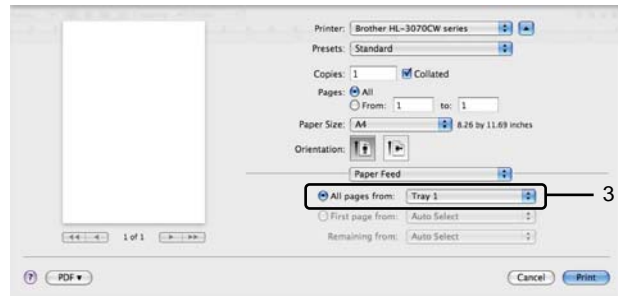 Printer: Brother HL-3070CW series
Presets: Standard
Copies: 1 Collated
Pages: All
From: 1 to: 1
Paper Size: A4 8.26 by 11.69 inches
Orientation:
Paper Feed
All pages from: Tray 1 3
First page from: Auto Select
Remaining from: Auto Select
1 of 1
? PDF ▾ Cancel Print